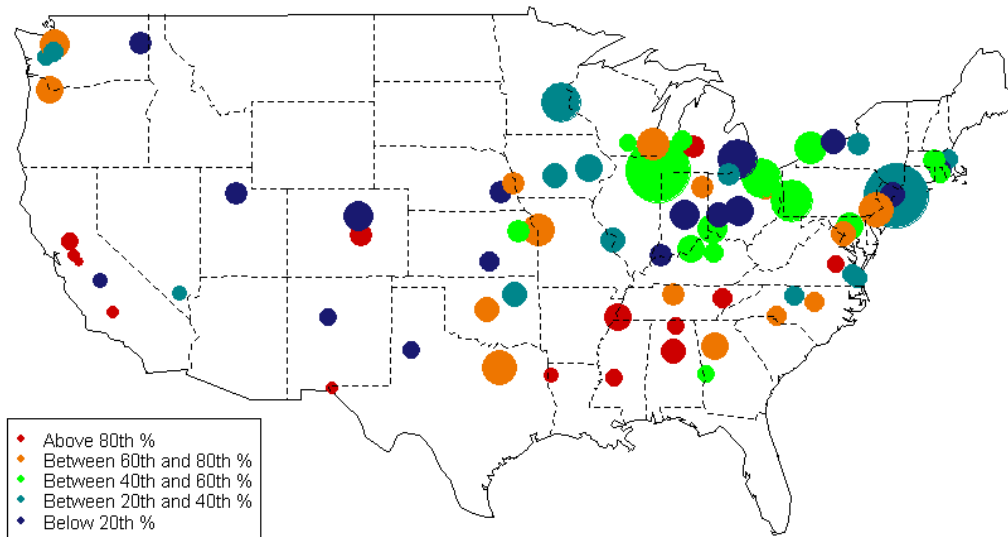 Above 80th %
Between 60th and 80th %
Between 40th and 60th %
Between 20th and 40th %
Below 20th %